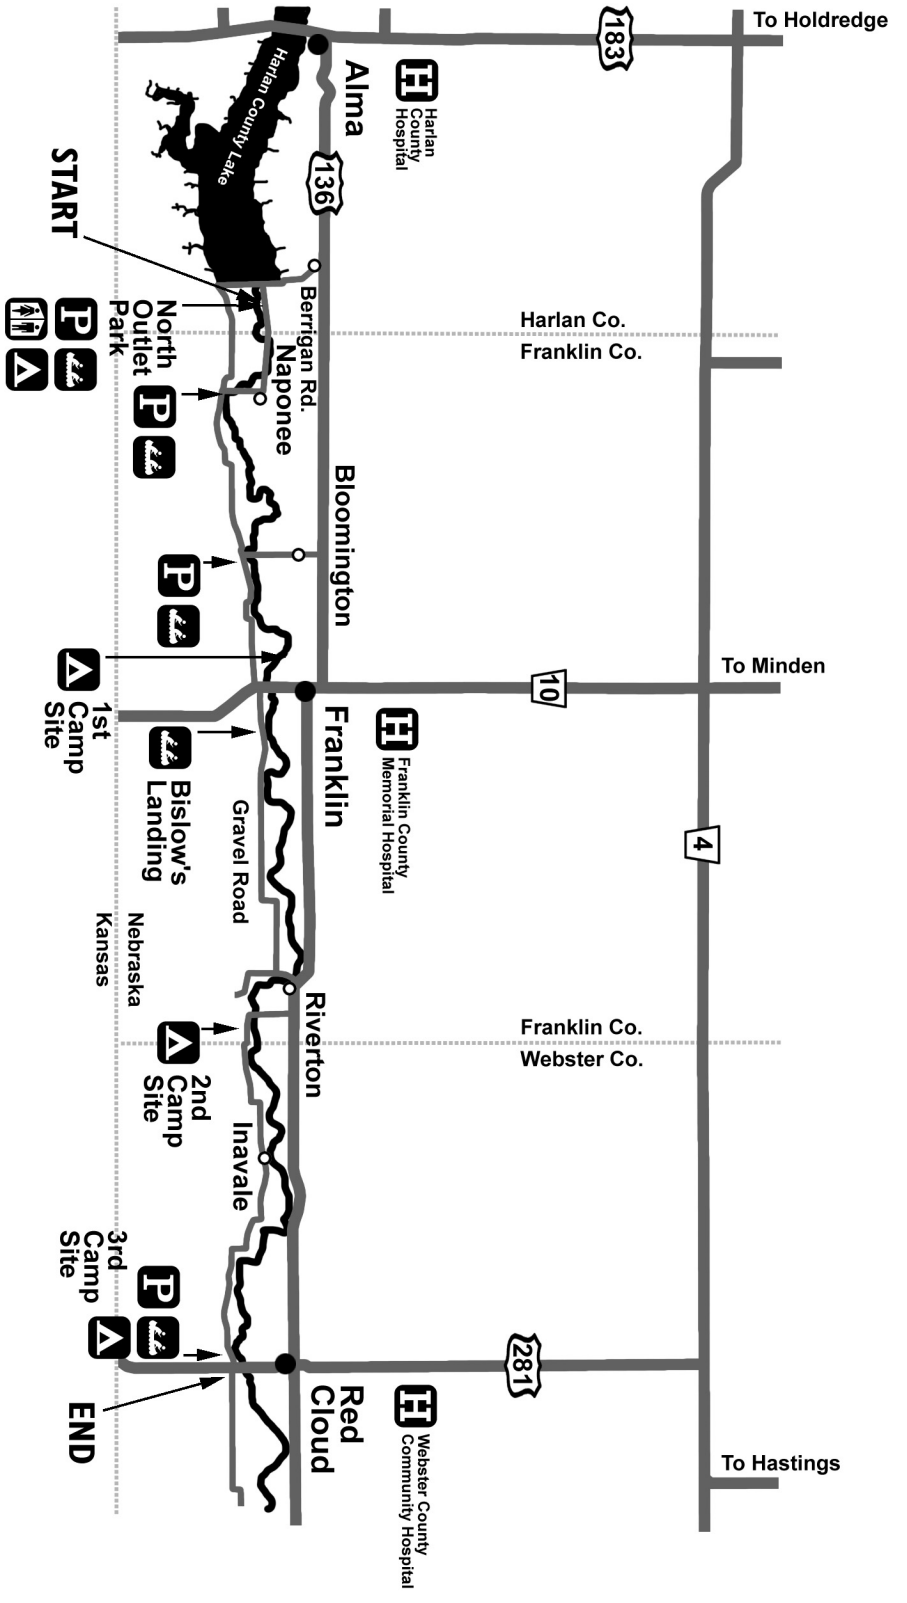 To Holdredge
183
H
Harlan
County
Hospital
Alma
Harlan County Lake
136
START
North
Outlet
Park
P
P
Berrigan Rd.
Naponee
Harlan Co.
Franklin Co.
Bloomington
P
To Minden
10
1st
Camp
Site
Franklin
H
Franklin County
Memorial Hospital
Bislow's
Landing
Gravel Road
4
Nebraska
Kansas
Riverton
Franklin Co.
Webster Co.
2nd
Camp
Site
Inavale
3rd
Camp
Site
P
281
END
Red
Cloud
H
Webster County
Community Hospital
To Hastings